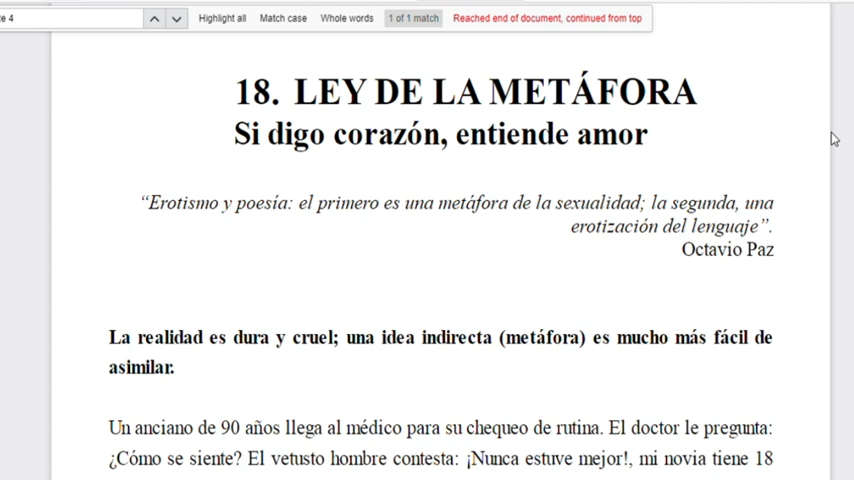 e 4
Highlight all
Match case
Whole words
1 of 1 match
Reached end of document, continued from top
18. LEY DE LA METÁFORA
Si digo corazón, entiende amor
“Erotismo y poesía: el primero es una metáfora de la sexualidad; la segunda, una
erotización del lenguaje”.
Octavio Paz
La realidad es dura y cruel; una idea indirecta (metáfora) es mucho más fácil de
asimilar.
Un anciano de 90 años llega al médico para su chequeo de rutina. El doctor le pregunta:
¿Cómo se siente? El vetusto hombre contesta: ¡Nunca estuve mejor!, mi novia tiene 18